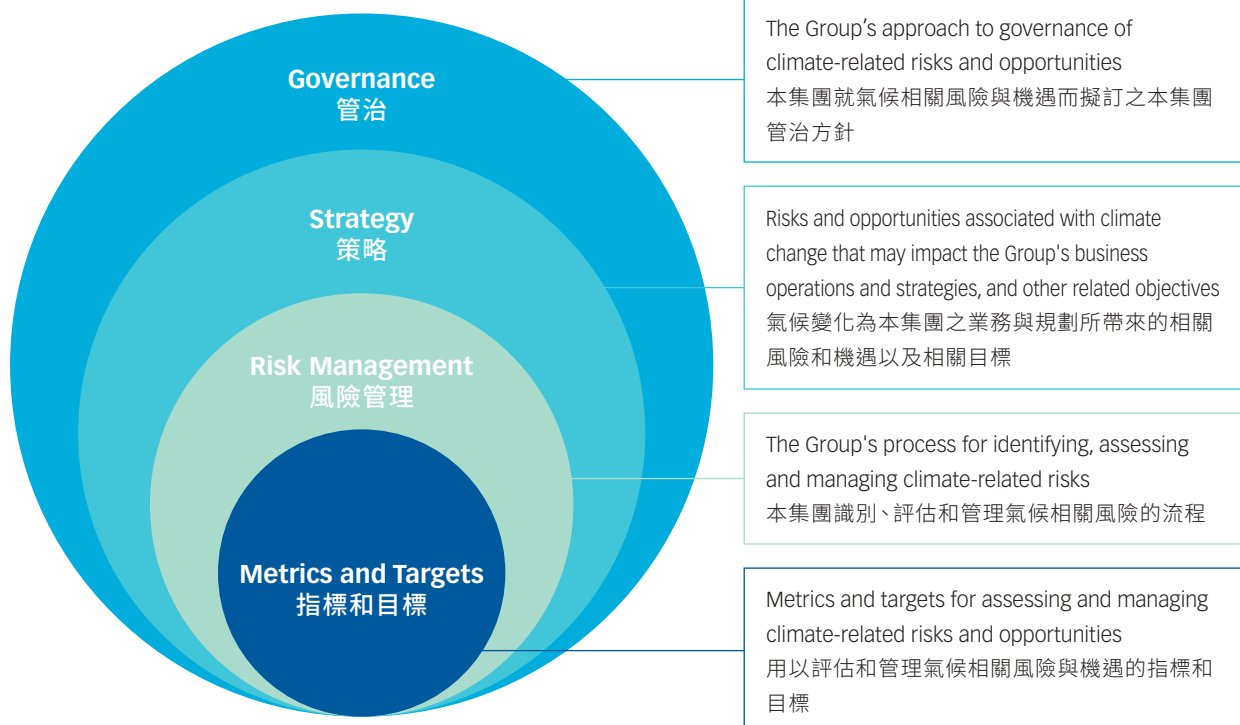 Governance
管治
The Group’s approach to governance of
climate-related risks and opportunities
本集團就氣候相關風險與機遇而擬訂之本集團
管治方針
Strategy
策略
Risks and opportunities associated with climate
change that may impact the Group's business
operations and strategies, and other related objectives
氣候變化為本集團之業務與規劃所帶來的相關
風險和機遇以及相關目標
Risk Management
風險管理
The Group's process for identifying, assessing
and managing climate-related risks
本集團識別、評估和管理氣候相關風險的流程
Metrics and Targets
指標和目標
Metrics and targets for assessing and managing
climate-related risks and opportunities
用以評估和管理氣候相關風險與機遇的指標和
目標